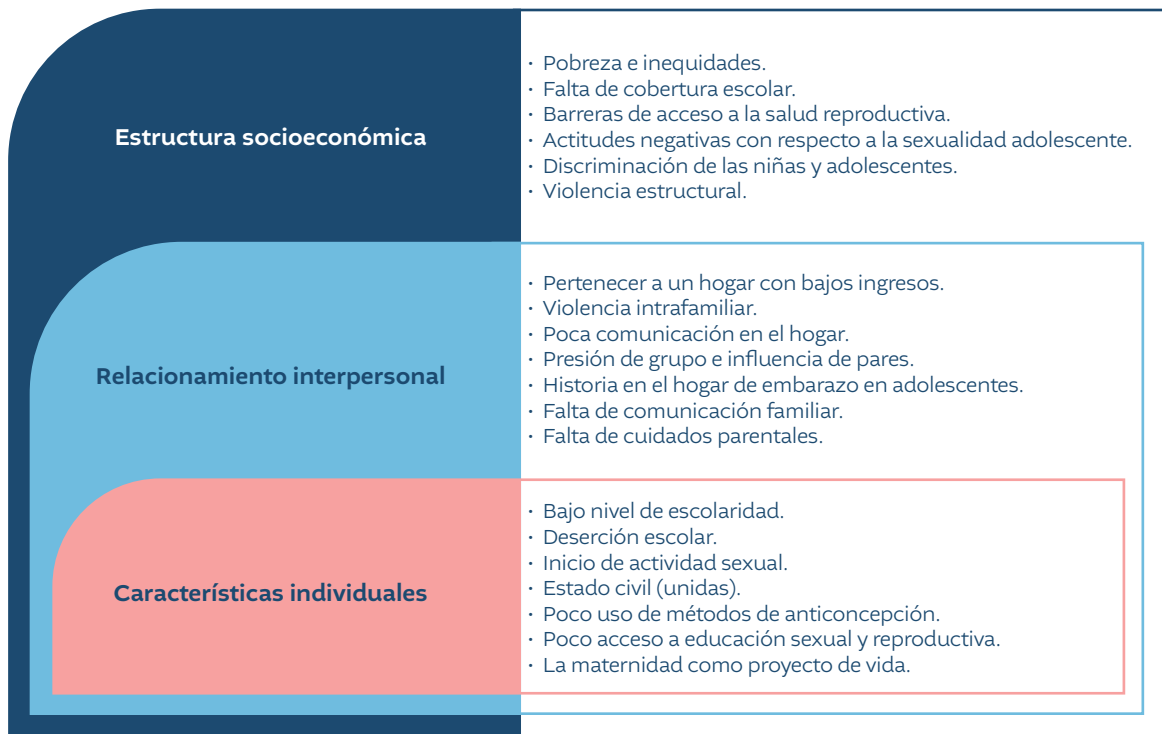 Estructura socioeconómica
· Pobreza e inequidades.
· Falta de cobertura escolar.
· Barreras de acceso a la salud reproductiva.
· Actitudes negativas con respecto a la sexualidad adolescente.
· Discriminación de las niñas y adolescentes.
· Violencia estructural.
Relacionamiento interpersonal
· Pertenecer a un hogar con bajos ingresos.
· Violencia intrafamiliar.
· Poca comunicación en el hogar.
· Presión de grupo e influencia de pares.
· Historia en el hogar de embarazo en adolescentes.
· Falta de comunicación familiar.
· Falta de cuidados parentales.
Características individuales
· Bajo nivel de escolaridad.
· Deserción escolar.
· Inicio de actividad sexual.
· Estado civil (unidas).
· Poco uso de métodos de anticoncepción.
· Poco acceso a educación sexual y reproductiva.
· La maternidad como proyecto de vida.